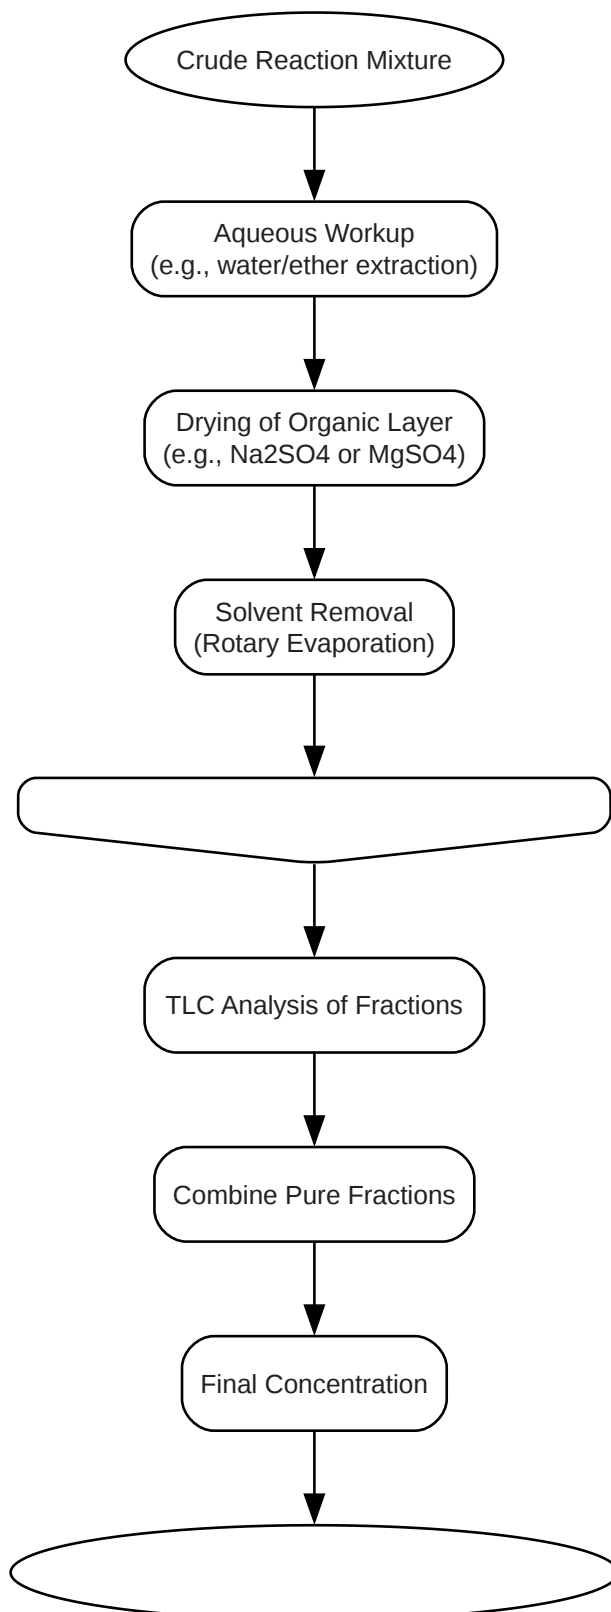 Crude Reaction Mixture
Aqueous Workup
(e.g., water/ether extraction)
Drying of Organic Layer
(e.g., Na2SO4 or MgSO4)
Solvent Removal
(Rotary Evaporation)
TLC Analysis of Fractions
Combine Pure Fractions
Final Concentration